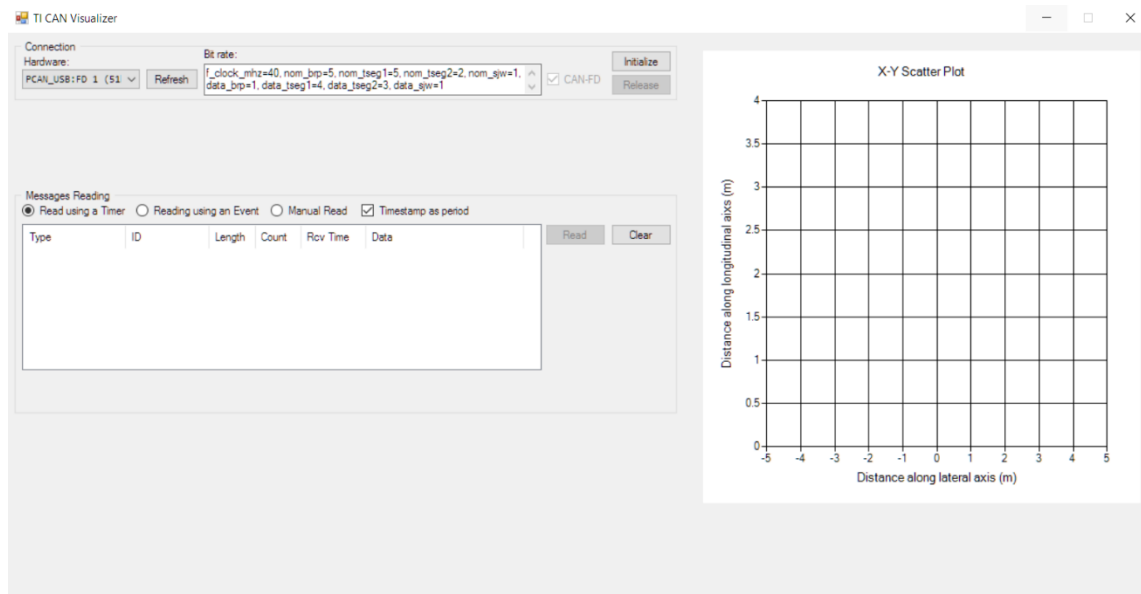 TI CAN Visualizer
Connection
Hardware:
Bit rate:
PCAN_USB:FD 1 (51
Refresh
f_clock_mhz=40, nom_brp=5, nom_tseg1=5, nom_tseg2=2, nom_sjw=1,
data_brp=1, data_tseg1=4, data_tseg2=3, data_sjw=1
CAN-FD
Initialize
Release
Messages Reading
Read using a Timer
Reading using an Event
Manual Read
Timestamp as period
Type ID Length Count Rcv Time Data
Read
Clear
X-Y Scatter Plot
Distance along longitudinal aixs (m)
4
3.5
3
2.5
2
1.5
1
0.5
0
-5 -4 -3 -2 -1 0 1 2 3 4 5
Distance along lateral axis (m)